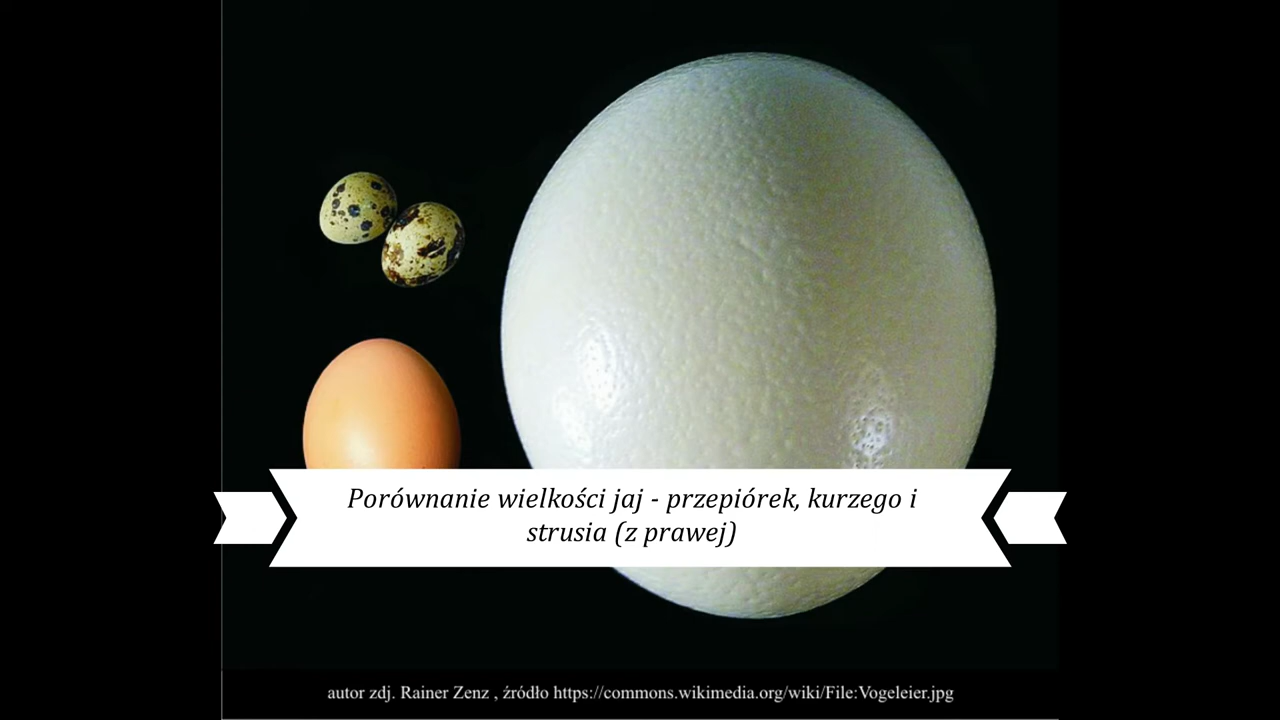 Porównanie wielkości jaj - przepiórek, kurzego i
strusia (z prawej)
autor zdj. Rainer Zenz , źródło https://commons.wikimedia.org/wiki/File:Vogeleier.jpg